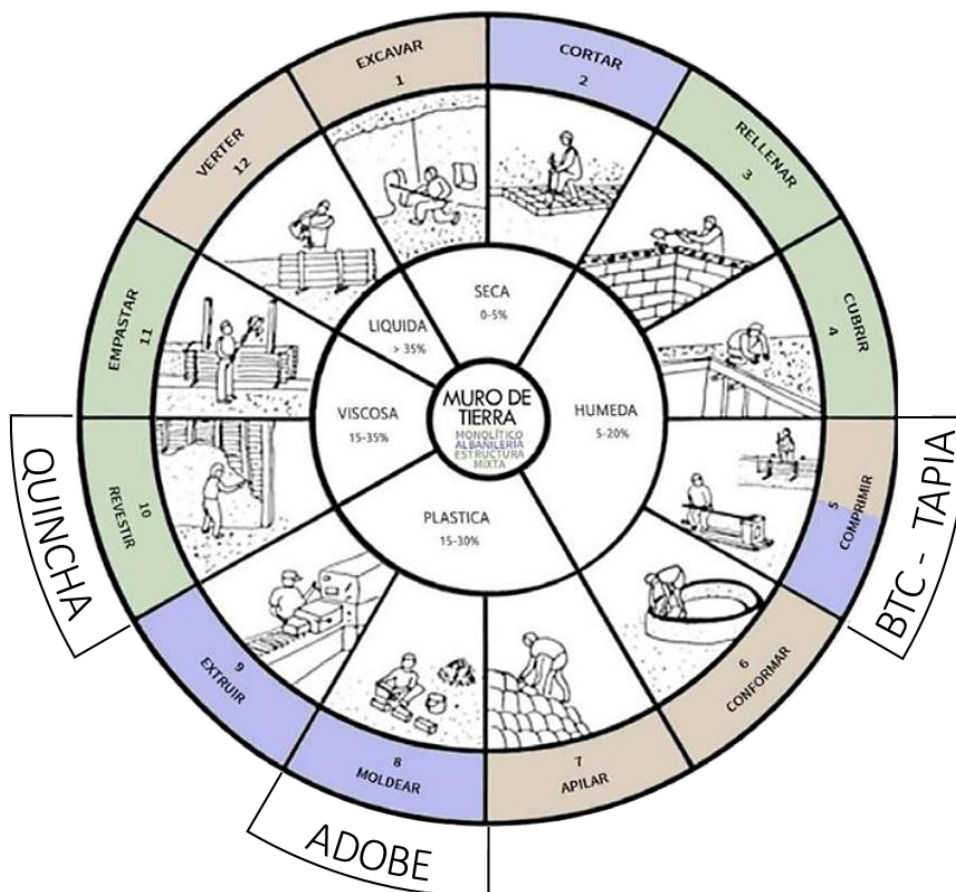 EXCAVAR
1
CORTAR
2
RELLENAR
3
CUBRIR
4
COMPRIMIR
5
CONFORMAR
6
APILAR
7
MOLDEAR
8
EXTRUIR
9
REVESTIR
10
EMPASTAR
11
VERTER
12
SECA
0-5%
HUMEDA
5-20%
PLASTICA
15-30%
VISCOSA
15-35%
LIQUIDA
> 35%
MURO DE
TIERRA
MONOLÍTICO
ALBAÑILERÍA
ESTRUCTURA
MIXTA
QUINCHA
ADOBE
BTC - TAPIA